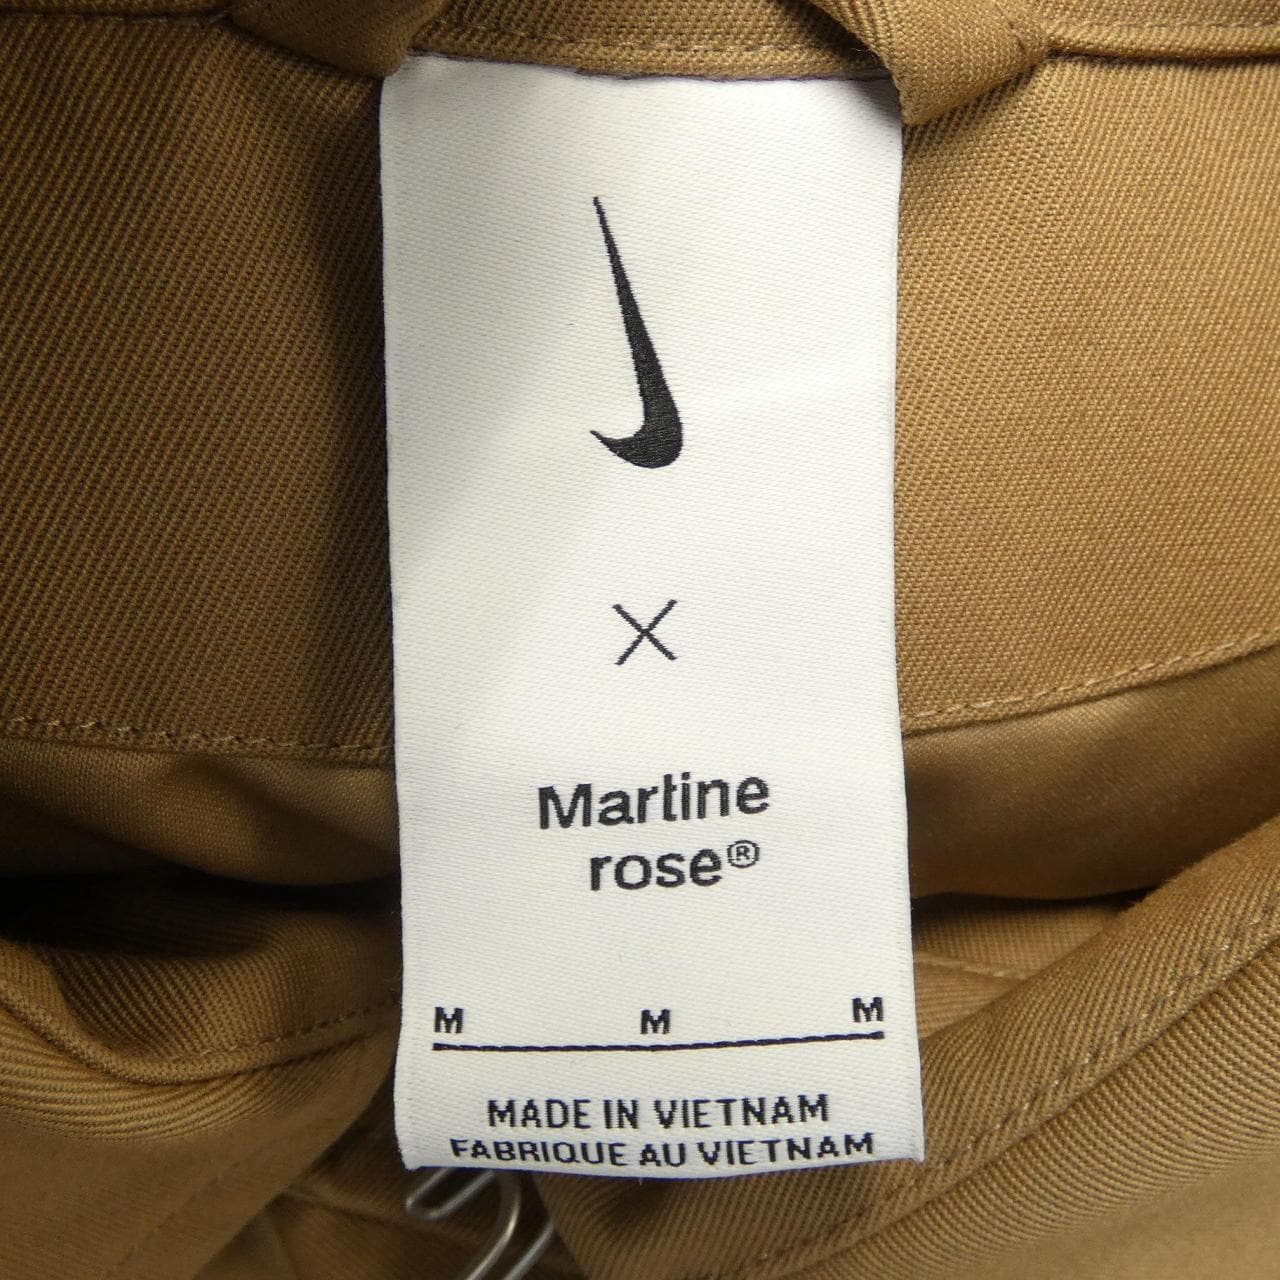 ×
Martine
rose®
M M M
MADE IN VIETNAM
FABRIQUE AU VIETNAM